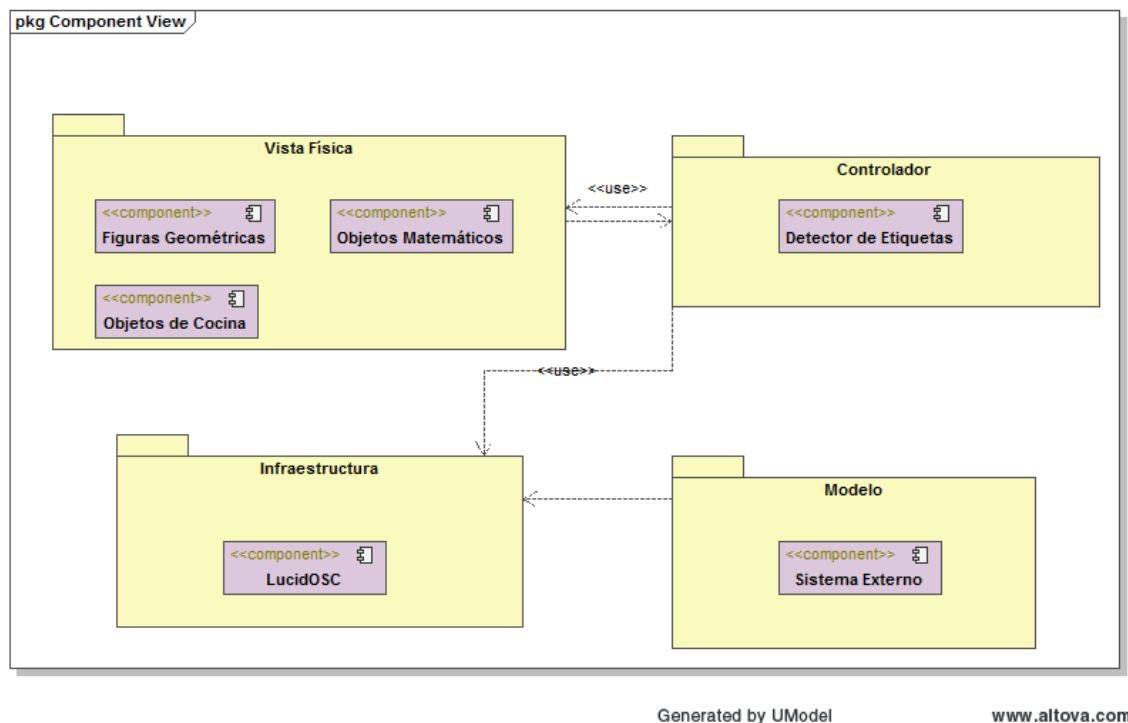 pkg Component View
Vista Física
<<component>>
Figuras Geométricas
<<component>>
Objetos Matemáticos
<<component>>
Objetos de Cocina
<<use>>
Controlador
<<component>>
Detector de Etiquetas
<<use>>
Infraestructura
<<component>>
LucidOSC
Modelo
<<component>>
Sistema Externo
Generated by UModel www.altova.com